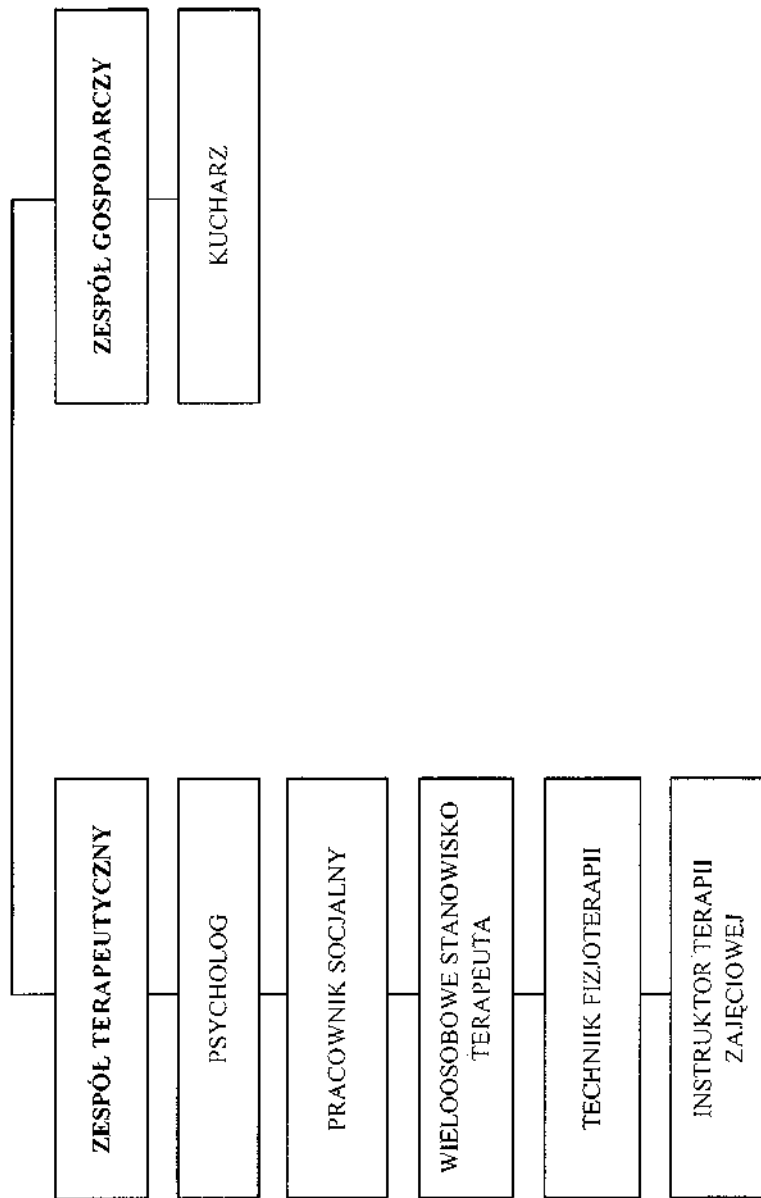 ZESPÓŁ TERAPEUTYCZNY
PSYCHOLOG
PRACOWNIK SOCJALNY
WIELOOSOBOWE STANOWISKO
TERAPEUTA
TECHNIK FIZJOTERAPII
INSTRUKTOR TERAPII
ZAJĘCIOWEJ
ZESPÓŁ GOSPODARCZY
KUCHARZ